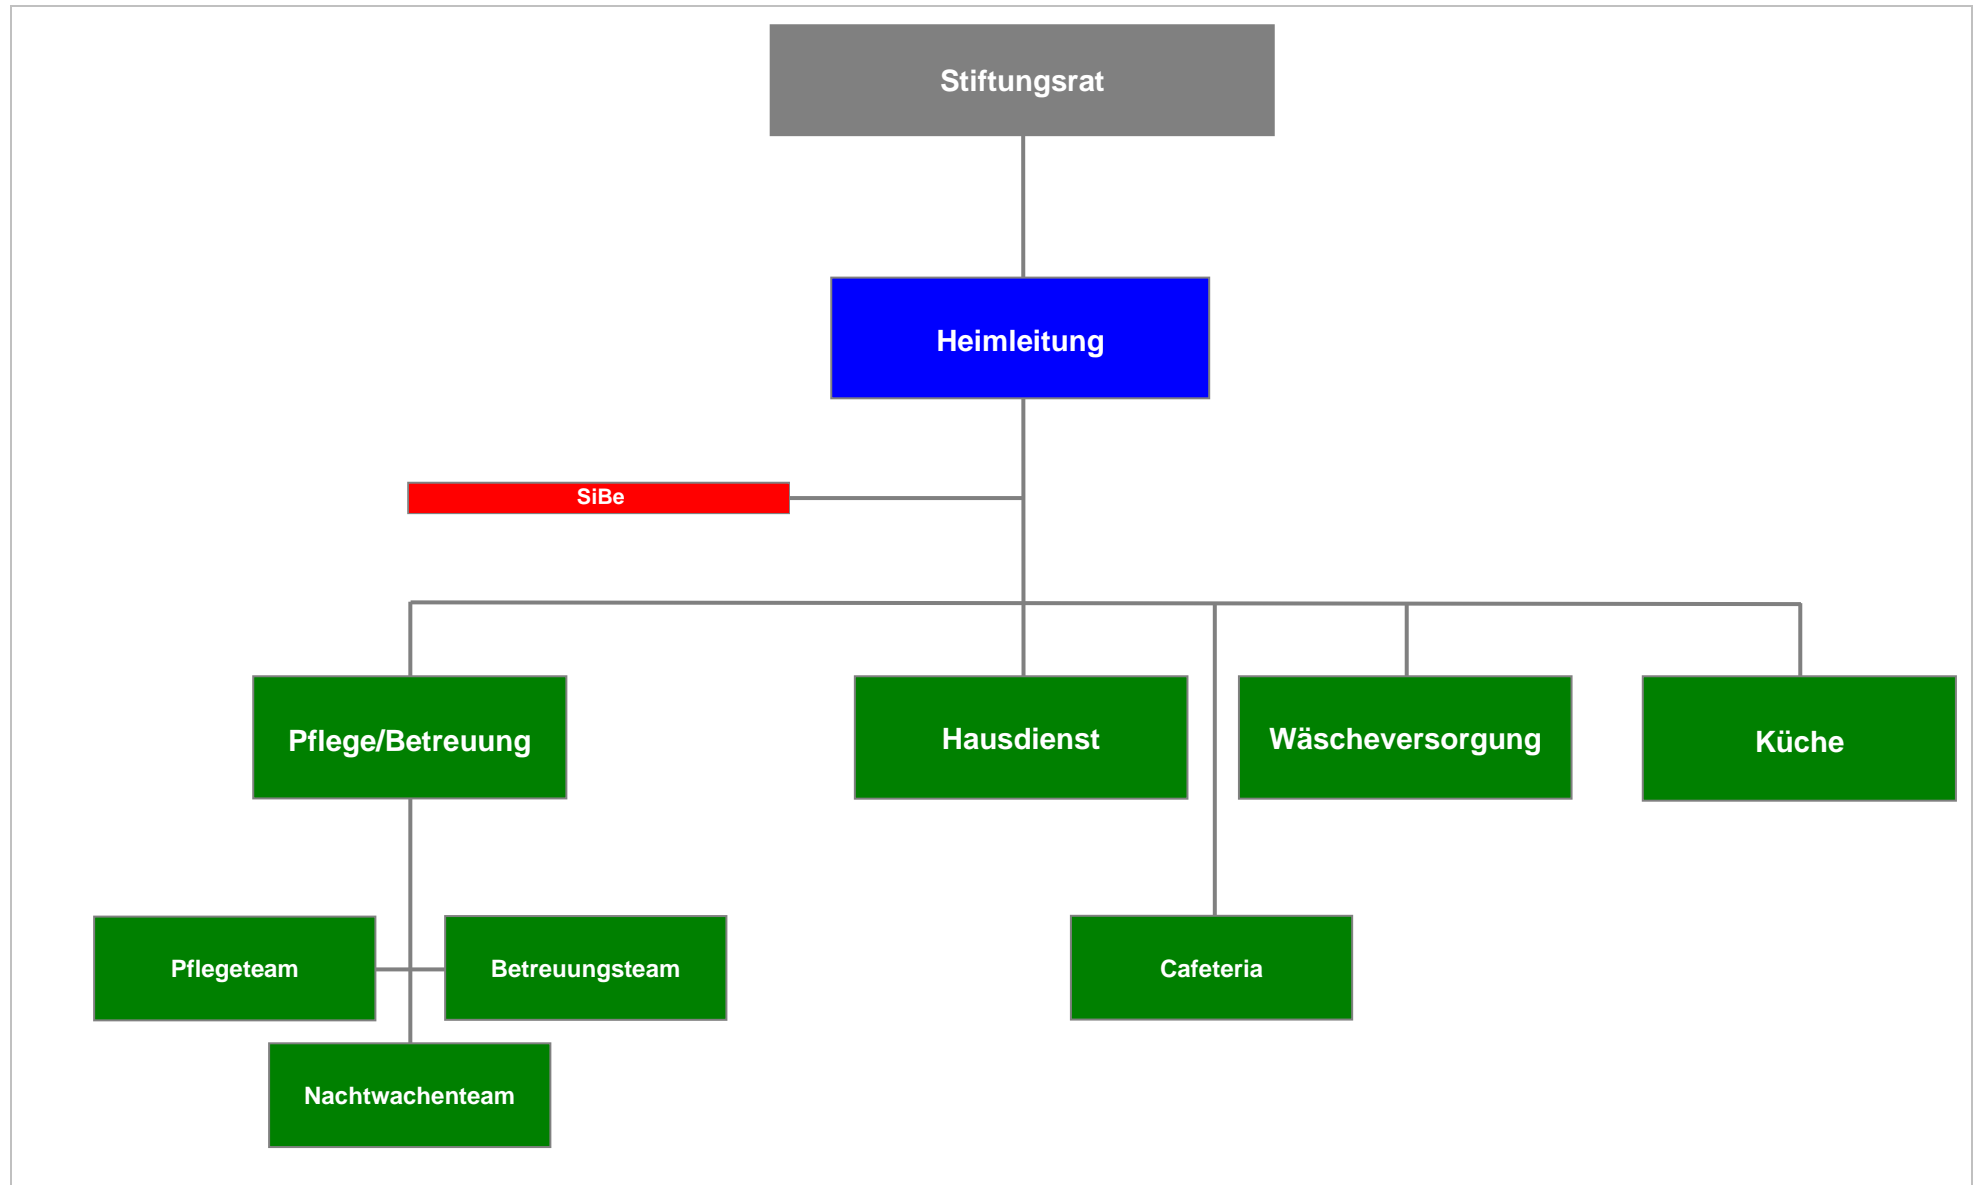 Stiftungsrat
Heimleitung
SiBe
Pflege/Betreuung
Hausdienst
Wäscheversorgung
Küche
Pflegeteam
Betreuungsteam
Cafeteria
Nachtwachenteam